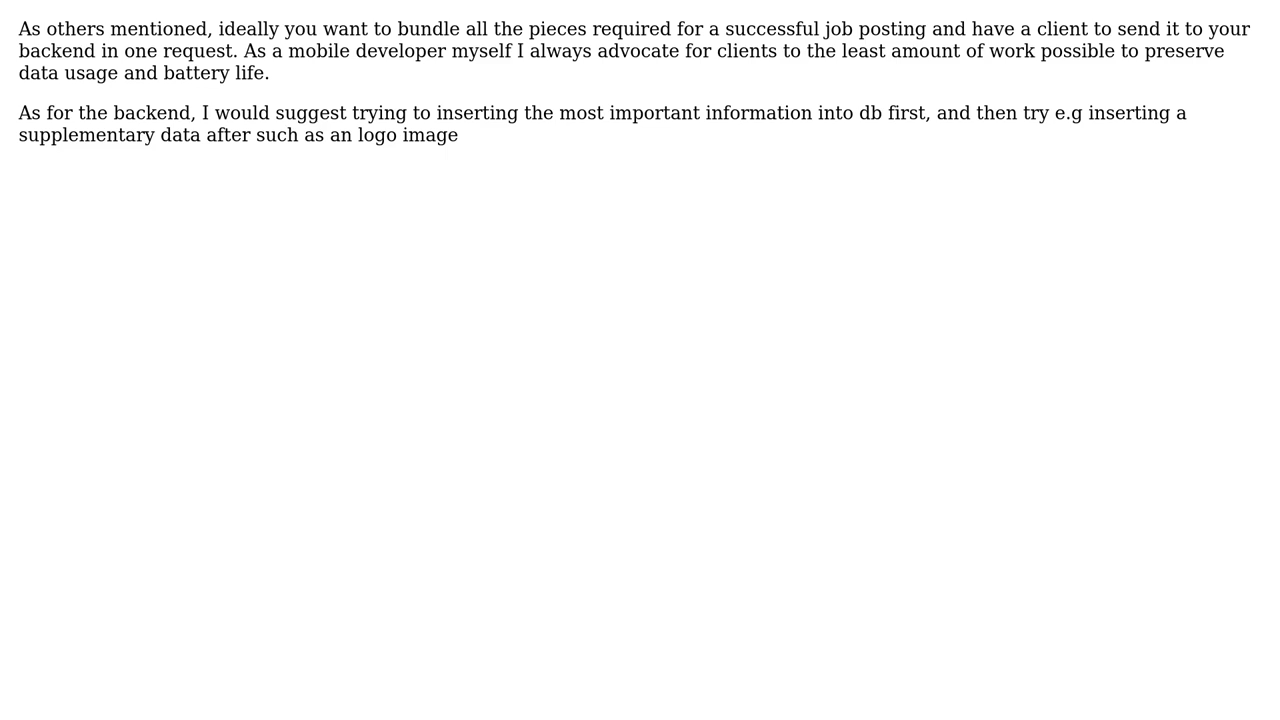 As others mentioned, ideally you want to bundle all the pieces required for a successful job posting and have a client to send it to your
backend in one request. As a mobile developer myself I always advocate for clients to the least amount of work possible to preserve
data usage and battery life.
As for the backend, I would suggest trying to inserting the most important information into db first, and then try e.g inserting a
supplementary data after such as an logo image